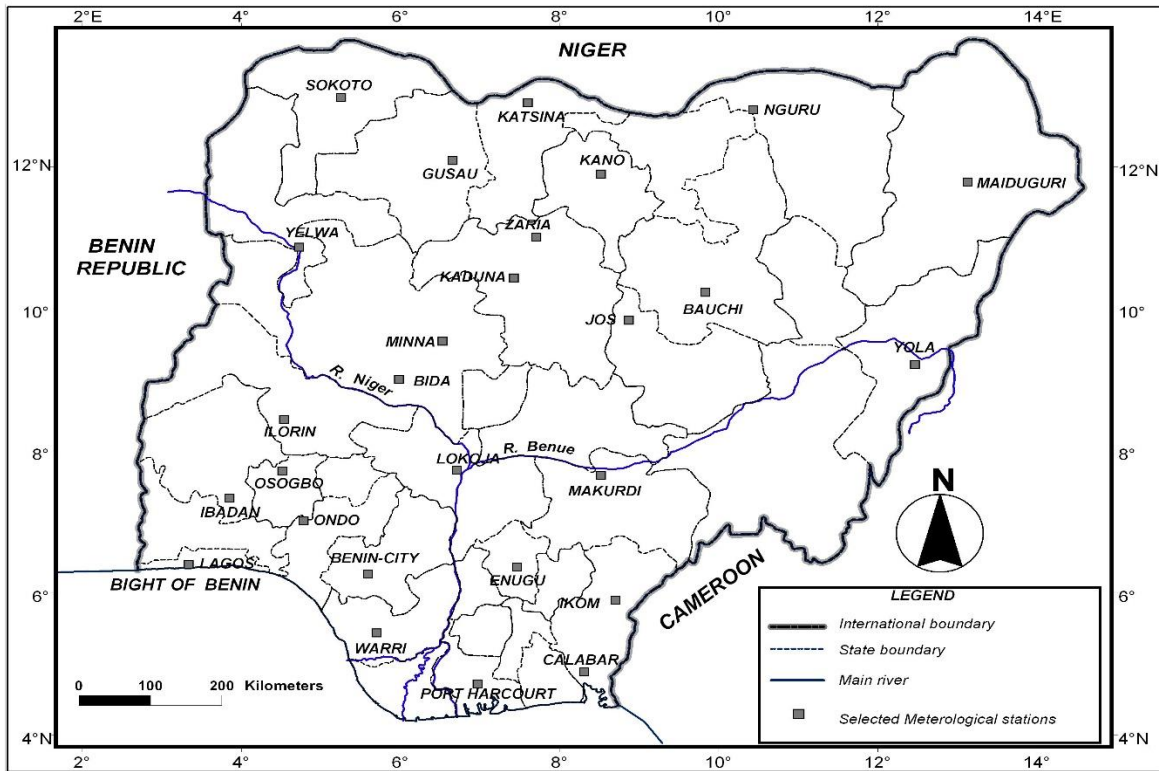 2°E 4° 6° 8° 10° 12° 14°E
NIGER
SOKOTO
KATSINA
NGURU
12°N
12°N
GUSAU
KANO
MAIDUGURI
YELWA
ZARIA
BENIN
REPUBLIC
KADUNA
BAUCHI
10°
10°
JOS
MINNA
YOLA
R. Niger
BIDA
ILORIN
8°
8°
LOKOJA
R. Benue
OSOGBO
MAKURDI
N
IBADAN
ONDO
LAGOS
BENIN-CITY
ENUGU
BIGHT OF BENIN
6°
6°
IKOM
CAMEROON
WARRI
CALABAR
PORT HARCOURT
0 100 200 Kilometers
LEGEND
International boundary
State boundary
Main river
Selected Meterological stations
4°N
4°N
2° 4° 6° 8° 12° 14°